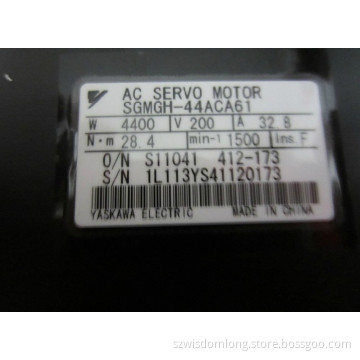 AC SERVO MOTOR
SGMGH-44ACA61
W 4400 V 200 A 32.8
N·m 28.4 min-1 1500 ins. F
O/N S11041 412-173
S/N 1L113YS41120173
YASKAWA ELECTRIC MADE IN CHINA
szwisdomlong.store.bossgoo.com